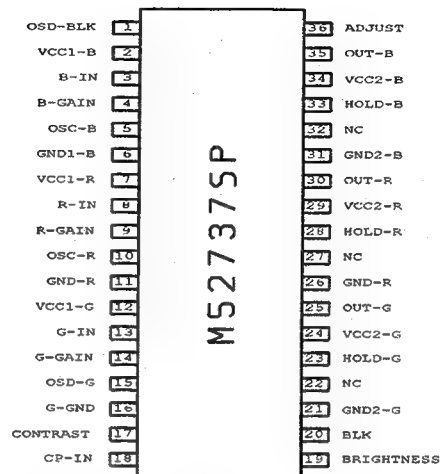 OSD-BLK 1 36 ADJUST
VCC1-B 2 35 OUT-B
B-IN 3 34 VCC2-B
B-GAIN 4 33 HOLD-B
OSC-B 5 32 NC
GND1-B 6 31 GND2-B
VCC1-R 7 30 OUT-R
R-IN 8 29 VCC2-R
R-GAIN 9 28 HOLD-R
OSC-R 10 27 NC
GND-R 11 26 GND-R
VCC1-G 12 25 OUT-G
G-IN 13 24 VCC2-G
G-GAIN 14 23 HOLD-G
OSD-G 15 22 NC
G-GND 16 21 GND2-G
CONTRAST 17 20 BLK
CP-IN 18 19 BRIGHTNESS
M52737SP